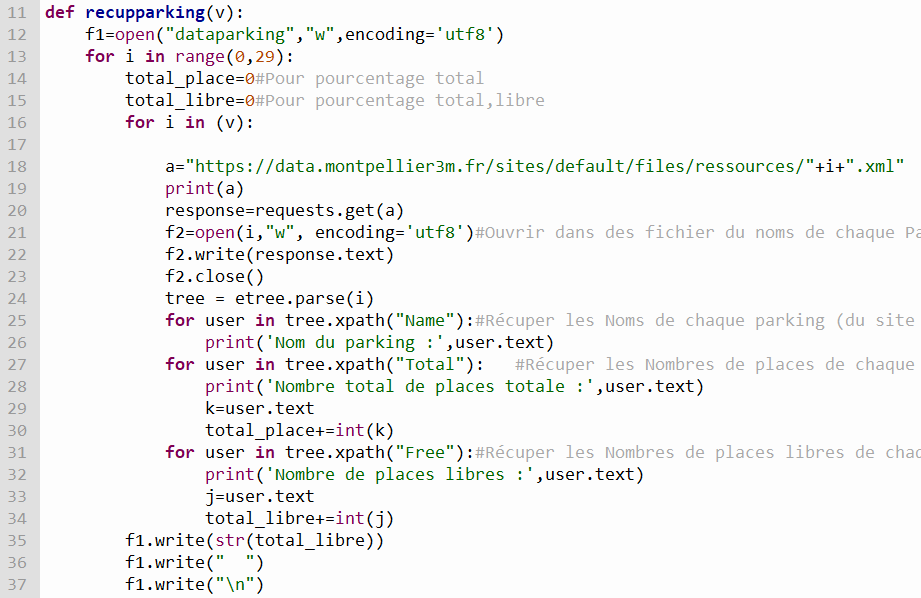 11 def recupparking(v):
12 f1=open("dataparking","w",encoding='utf8')
13 for i in range(0,29):
14 total_place=0#Pour pourcentage total
15 total_libre=0#Pour pourcentage total,libre
16 for i in (v):
17
18 a="https://data.montpellier3m.fr/sites/default/files/ressources/"+i+".xml"
19 print(a)
20 response=requests.get(a)
21 f2=open(i,"w", encoding='utf8')#Ouvrir dans des fichier du noms de chaque
22 f2.write(response.text)
23 f2.close()
24 tree = etree.parse(i)
25 for user in tree.xpath("Name"):#Récuper les Noms de chaque parking (du site
26 print('Nom du parking :',user.text)
27 for user in tree.xpath("Total"): #Récuper les Nombres de places de chaque
28 print('Nombre total de places totale :',user.text)
29 k=user.text
30 total_place+=int(k)
31 for user in tree.xpath("Free"):#Récuper les Nombres de places libres de
32 print('Nombre de places libres :',user.text)
33 j=user.text
34 total_libre+=int(j)
35 f1.write(str(total_libre))
36 f1.write("  ")
37 f1.write("\n")